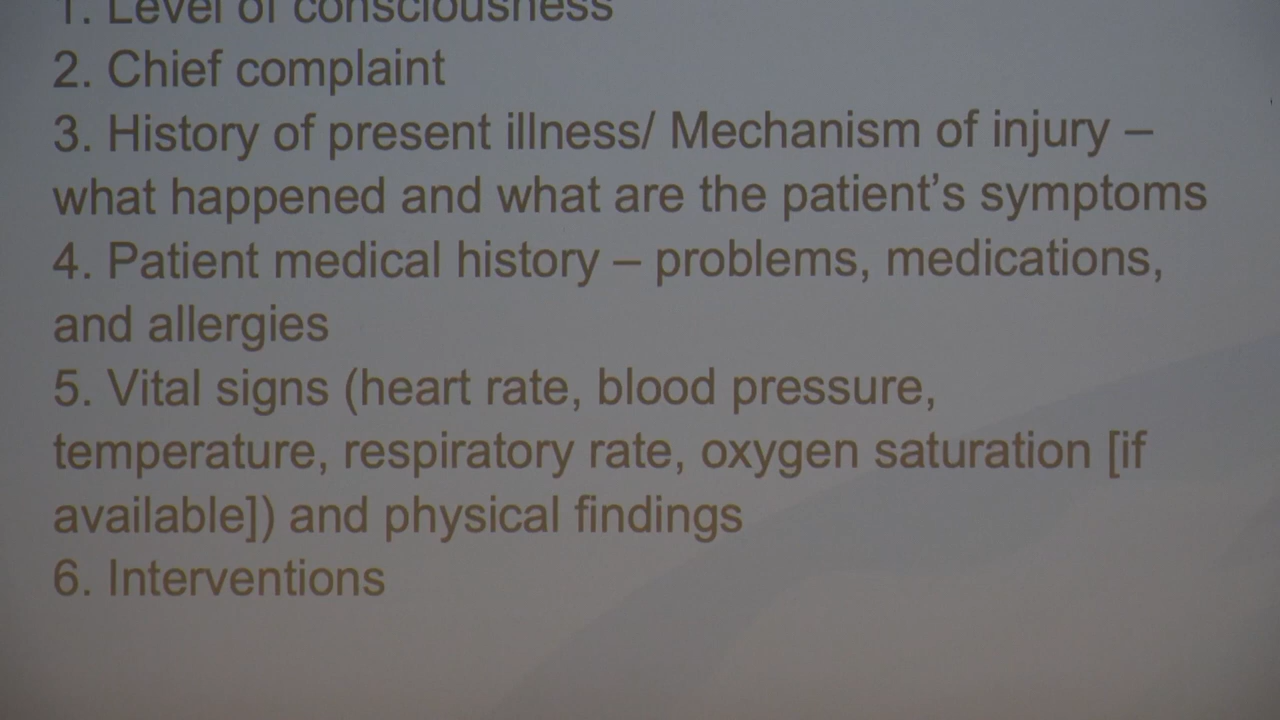 1. Level of consciousness
2. Chief complaint
3. History of present illness/ Mechanism of injury –
what happened and what are the patient’s symptoms
4. Patient medical history – problems, medications,
and allergies
5. Vital signs (heart rate, blood pressure,
temperature, respiratory rate, oxygen saturation [if
available]) and physical findings
6. Interventions